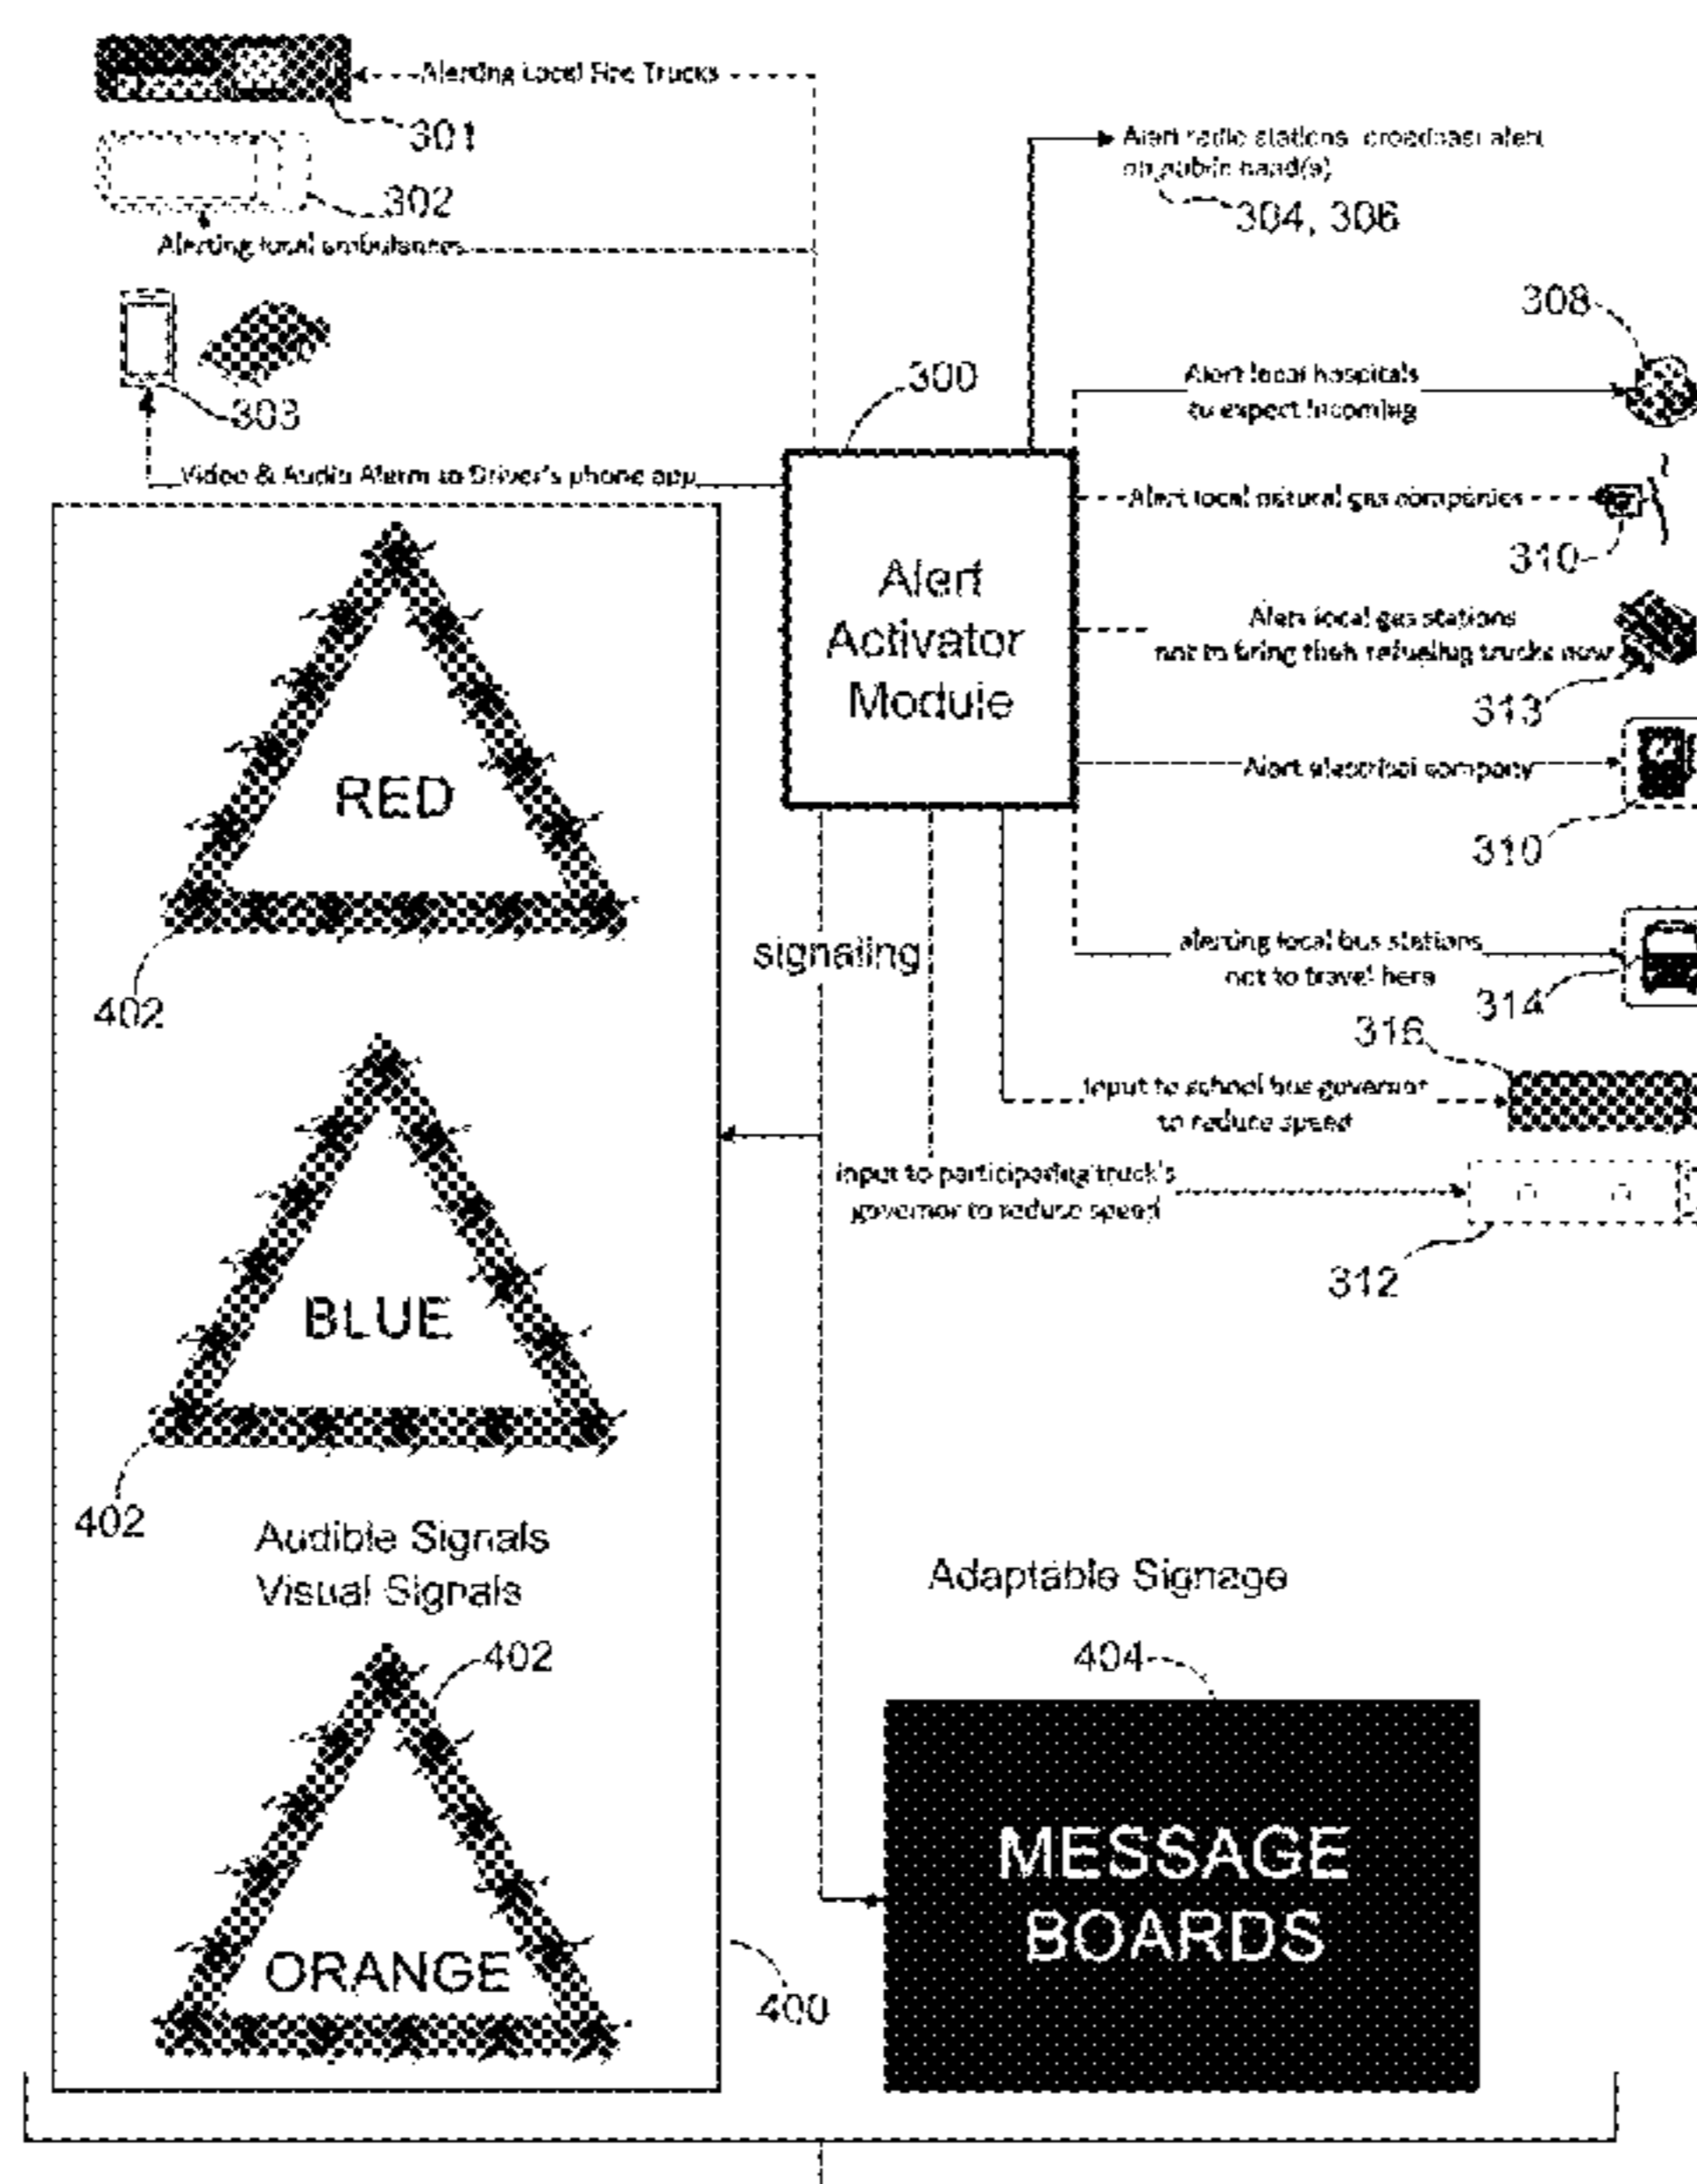 Alerting Local Fire Trucks
301
302
Alerting local ambulances
303
Video & Audio Alarm to Driver's phone app
Alert radio stations broadcast alert
on public band(s)
304, 306
300
308
Alert local hospitals
to expect incoming
Alert local natural gas companies
310
Alert local gas stations
not to bring their refueling trucks now
313
Alert electrical company
310
alerting local bus stations
not to travel here
314
316
Input to school bus governor
to reduce speed
input to participating truck's
governor to reduce speed
312
Alert
Activator
Module
signaling
RED
402
BLUE
402
Audible Signals
Visual Signals
402
ORANGE
400
Adaptable Signage
404
MESSAGE
BOARDS